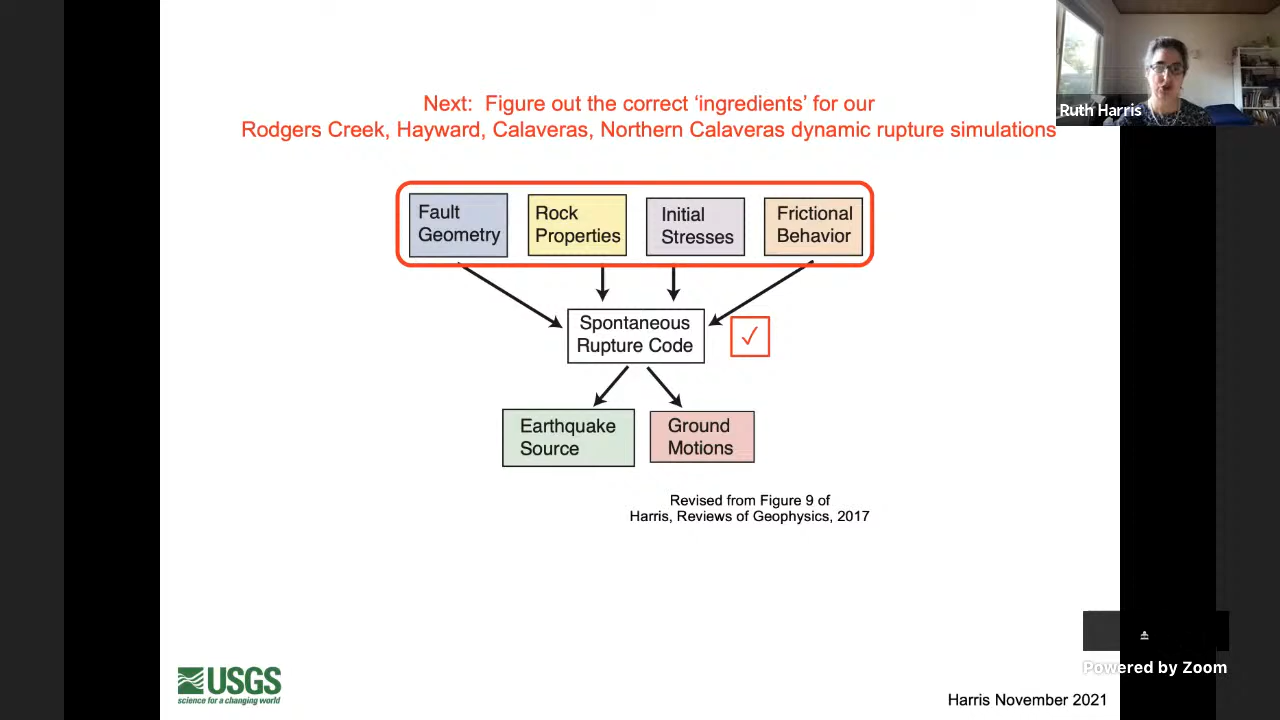 Next:  Figure out the correct ‘ingredients’ for our
Rodgers Creek, Hayward, Calaveras, Northern Calaveras dynamic rupture simulations
Ruth Harris
Fault
Geometry
Rock
Properties
Initial
Stresses
Frictional
Behavior
Spontaneous
Rupture Code
✓
Earthquake
Source
Ground
Motions
Revised from Figure 9 of
Harris, Reviews of Geophysics, 2017
USGS
science for a changing world
Powered by Zoom
Harris November 2021